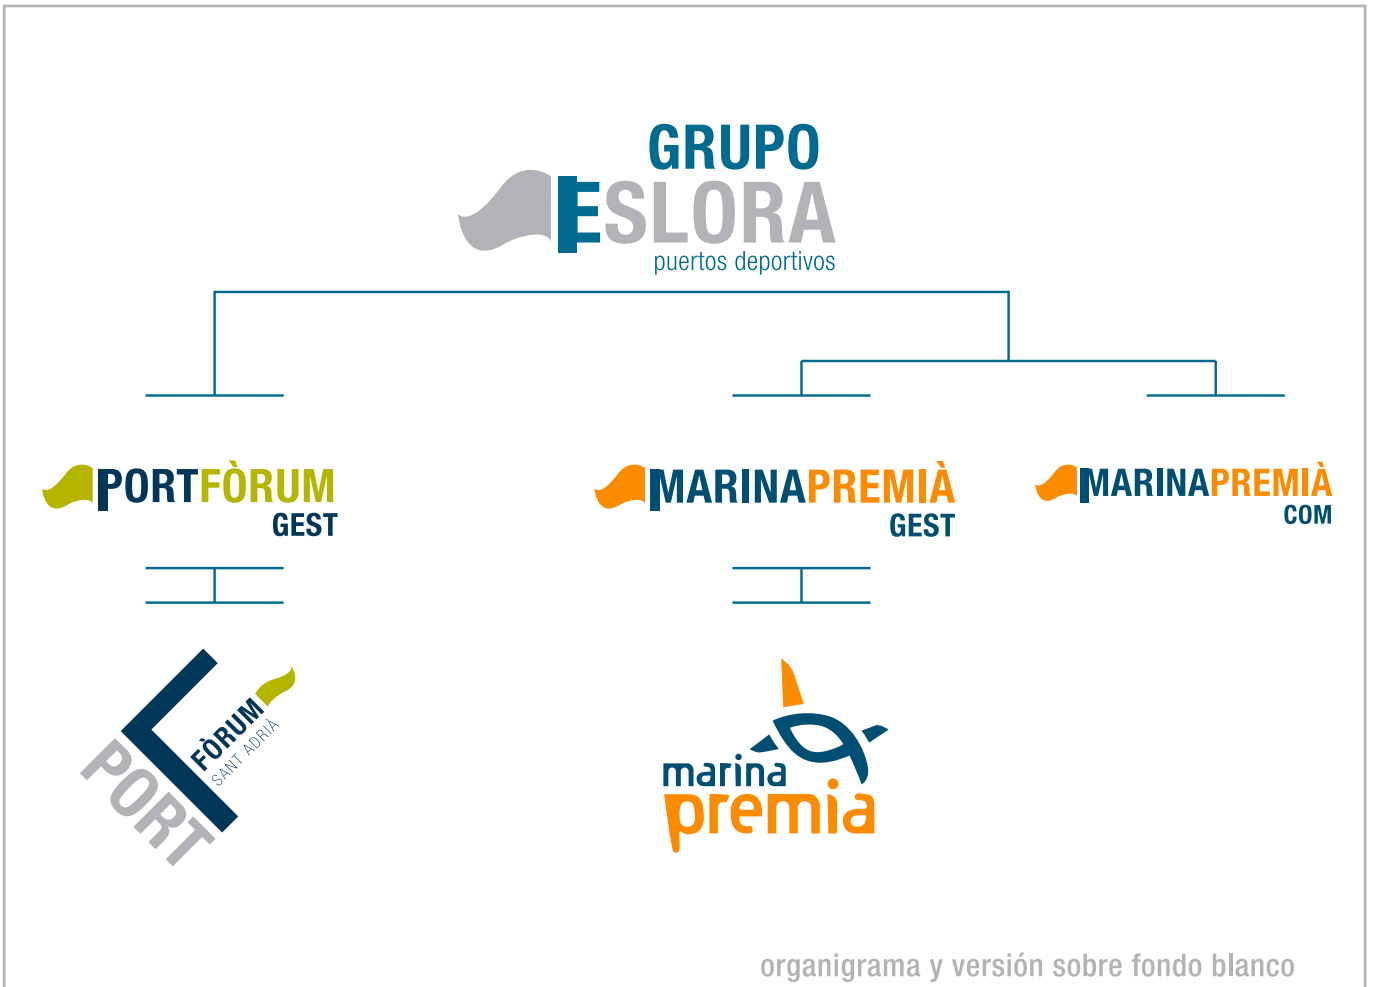 GRUPO
ESLORA
puertos deportivos
PORTFÒRUM
GEST
MARINAPREMIÀ
GEST
MARINAPREMIÀ
COM
PORT
FÒRUM
SANT ADRIÀ
marina
premia
organigrama y versión sobre fondo blanco